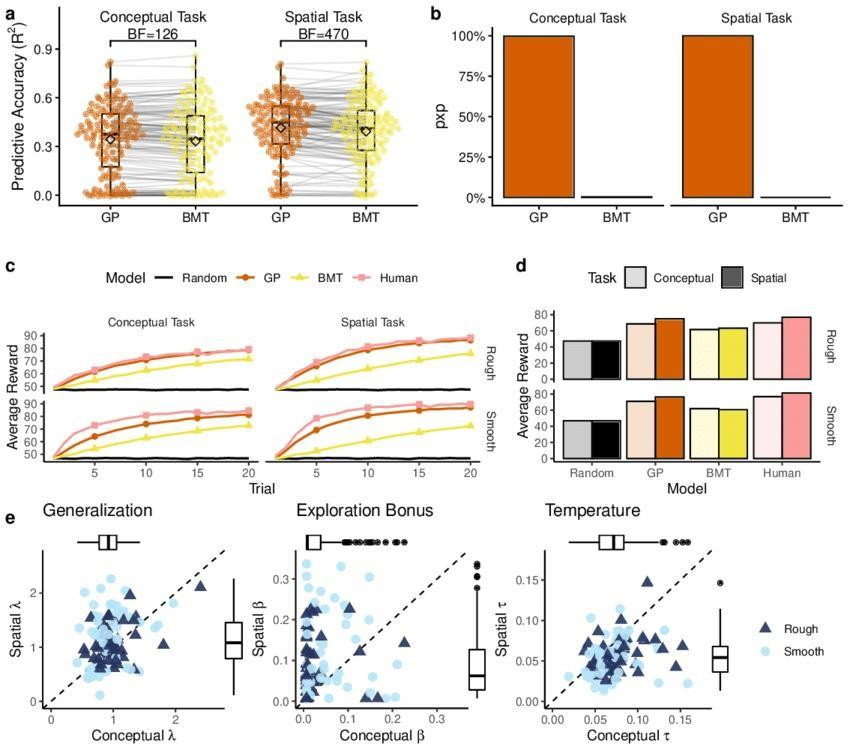 a
Conceptual Task
Spatial Task
BF=126
BF=470
Predictive Accuracy (R²)
0.9
0.6
0.3
0.0
GP
BMT
GP
BMT
b
Conceptual Task
Spatial Task
pxp
100%
75%
50%
25%
0%
GP
BMT
GP
BMT
c
Model
Random
GP
BMT
Human
Conceptual Task
Spatial Task
Average Reward
90
80
70
60
50
Rough
90
80
70
60
50
Smooth
5
10
15
20
5
10
15
20
Trial
d
Task
Conceptual
Spatial
Average Reward
80
60
40
20
0
Rough
80
60
40
20
0
Smooth
Random
GP
BMT
Human
Model
e
Generalization
Spatial λ
2
1
0
0
1
2
Conceptual λ
Exploration Bonus
Spatial β
0.3
0.2
0.1
0.0
0.0
0.1
0.2
0.3
Conceptual β
Temperature
Spatial τ
0.15
0.10
0.05
0.00
0.00
0.05
0.10
0.15
Conceptual τ
Rough
Smooth